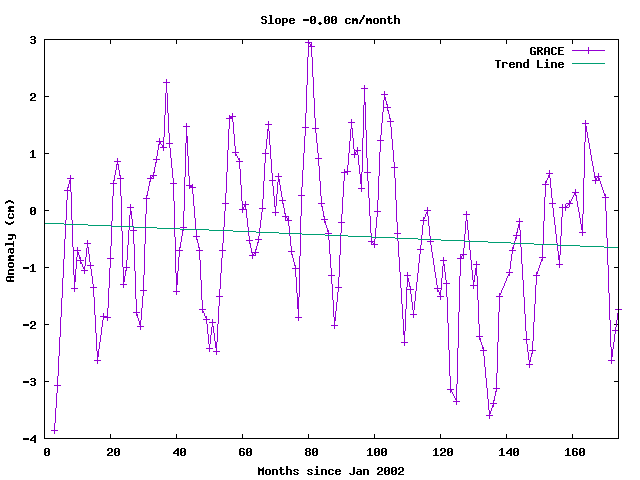 Slope -0.00 cm/month
GRACE
Trend Line
3
2
1
0
-1
-2
-3
-4
Anomaly (cm)
0 20 40 60 80 100 120 140 160
Months since Jan 2002